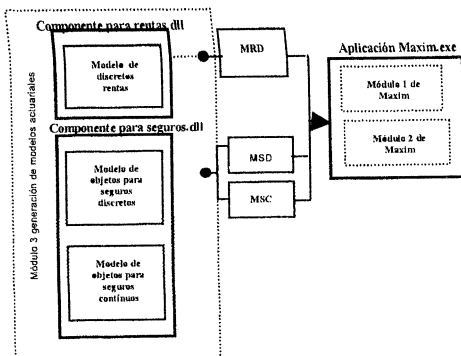 Componente para rentas.dll
Modelo de
discretos
rentas
MRD
Aplicación Maxim.exe
Módulo 1 de
Maxim
Módulo 2 de
Maxim
Componente para seguros.dll
Modelo de
objetos para
seguros
discretos
MSD
MSC
Modelo de
objetos para
seguros
contínuos
Módulo 3 generación de modelos actuariales